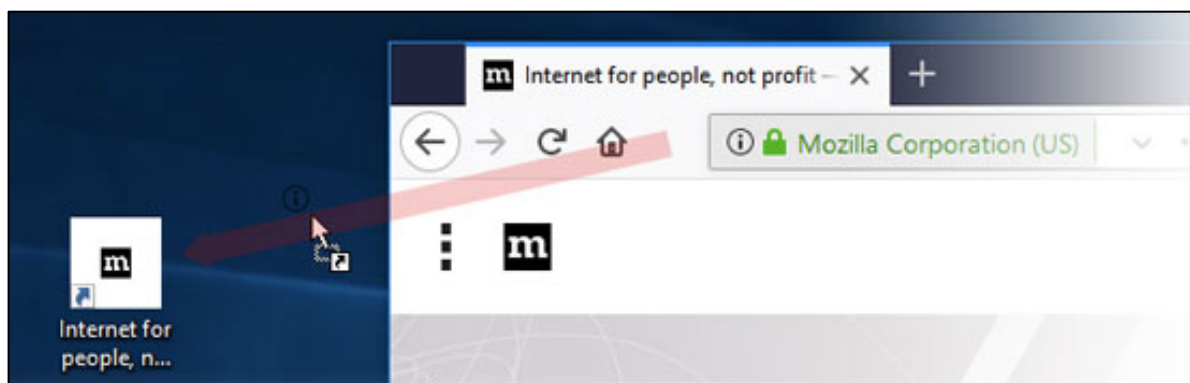 m Internet for people, not profit —
Mozilla Corporation (US)
m
m
Internet for
people, n...